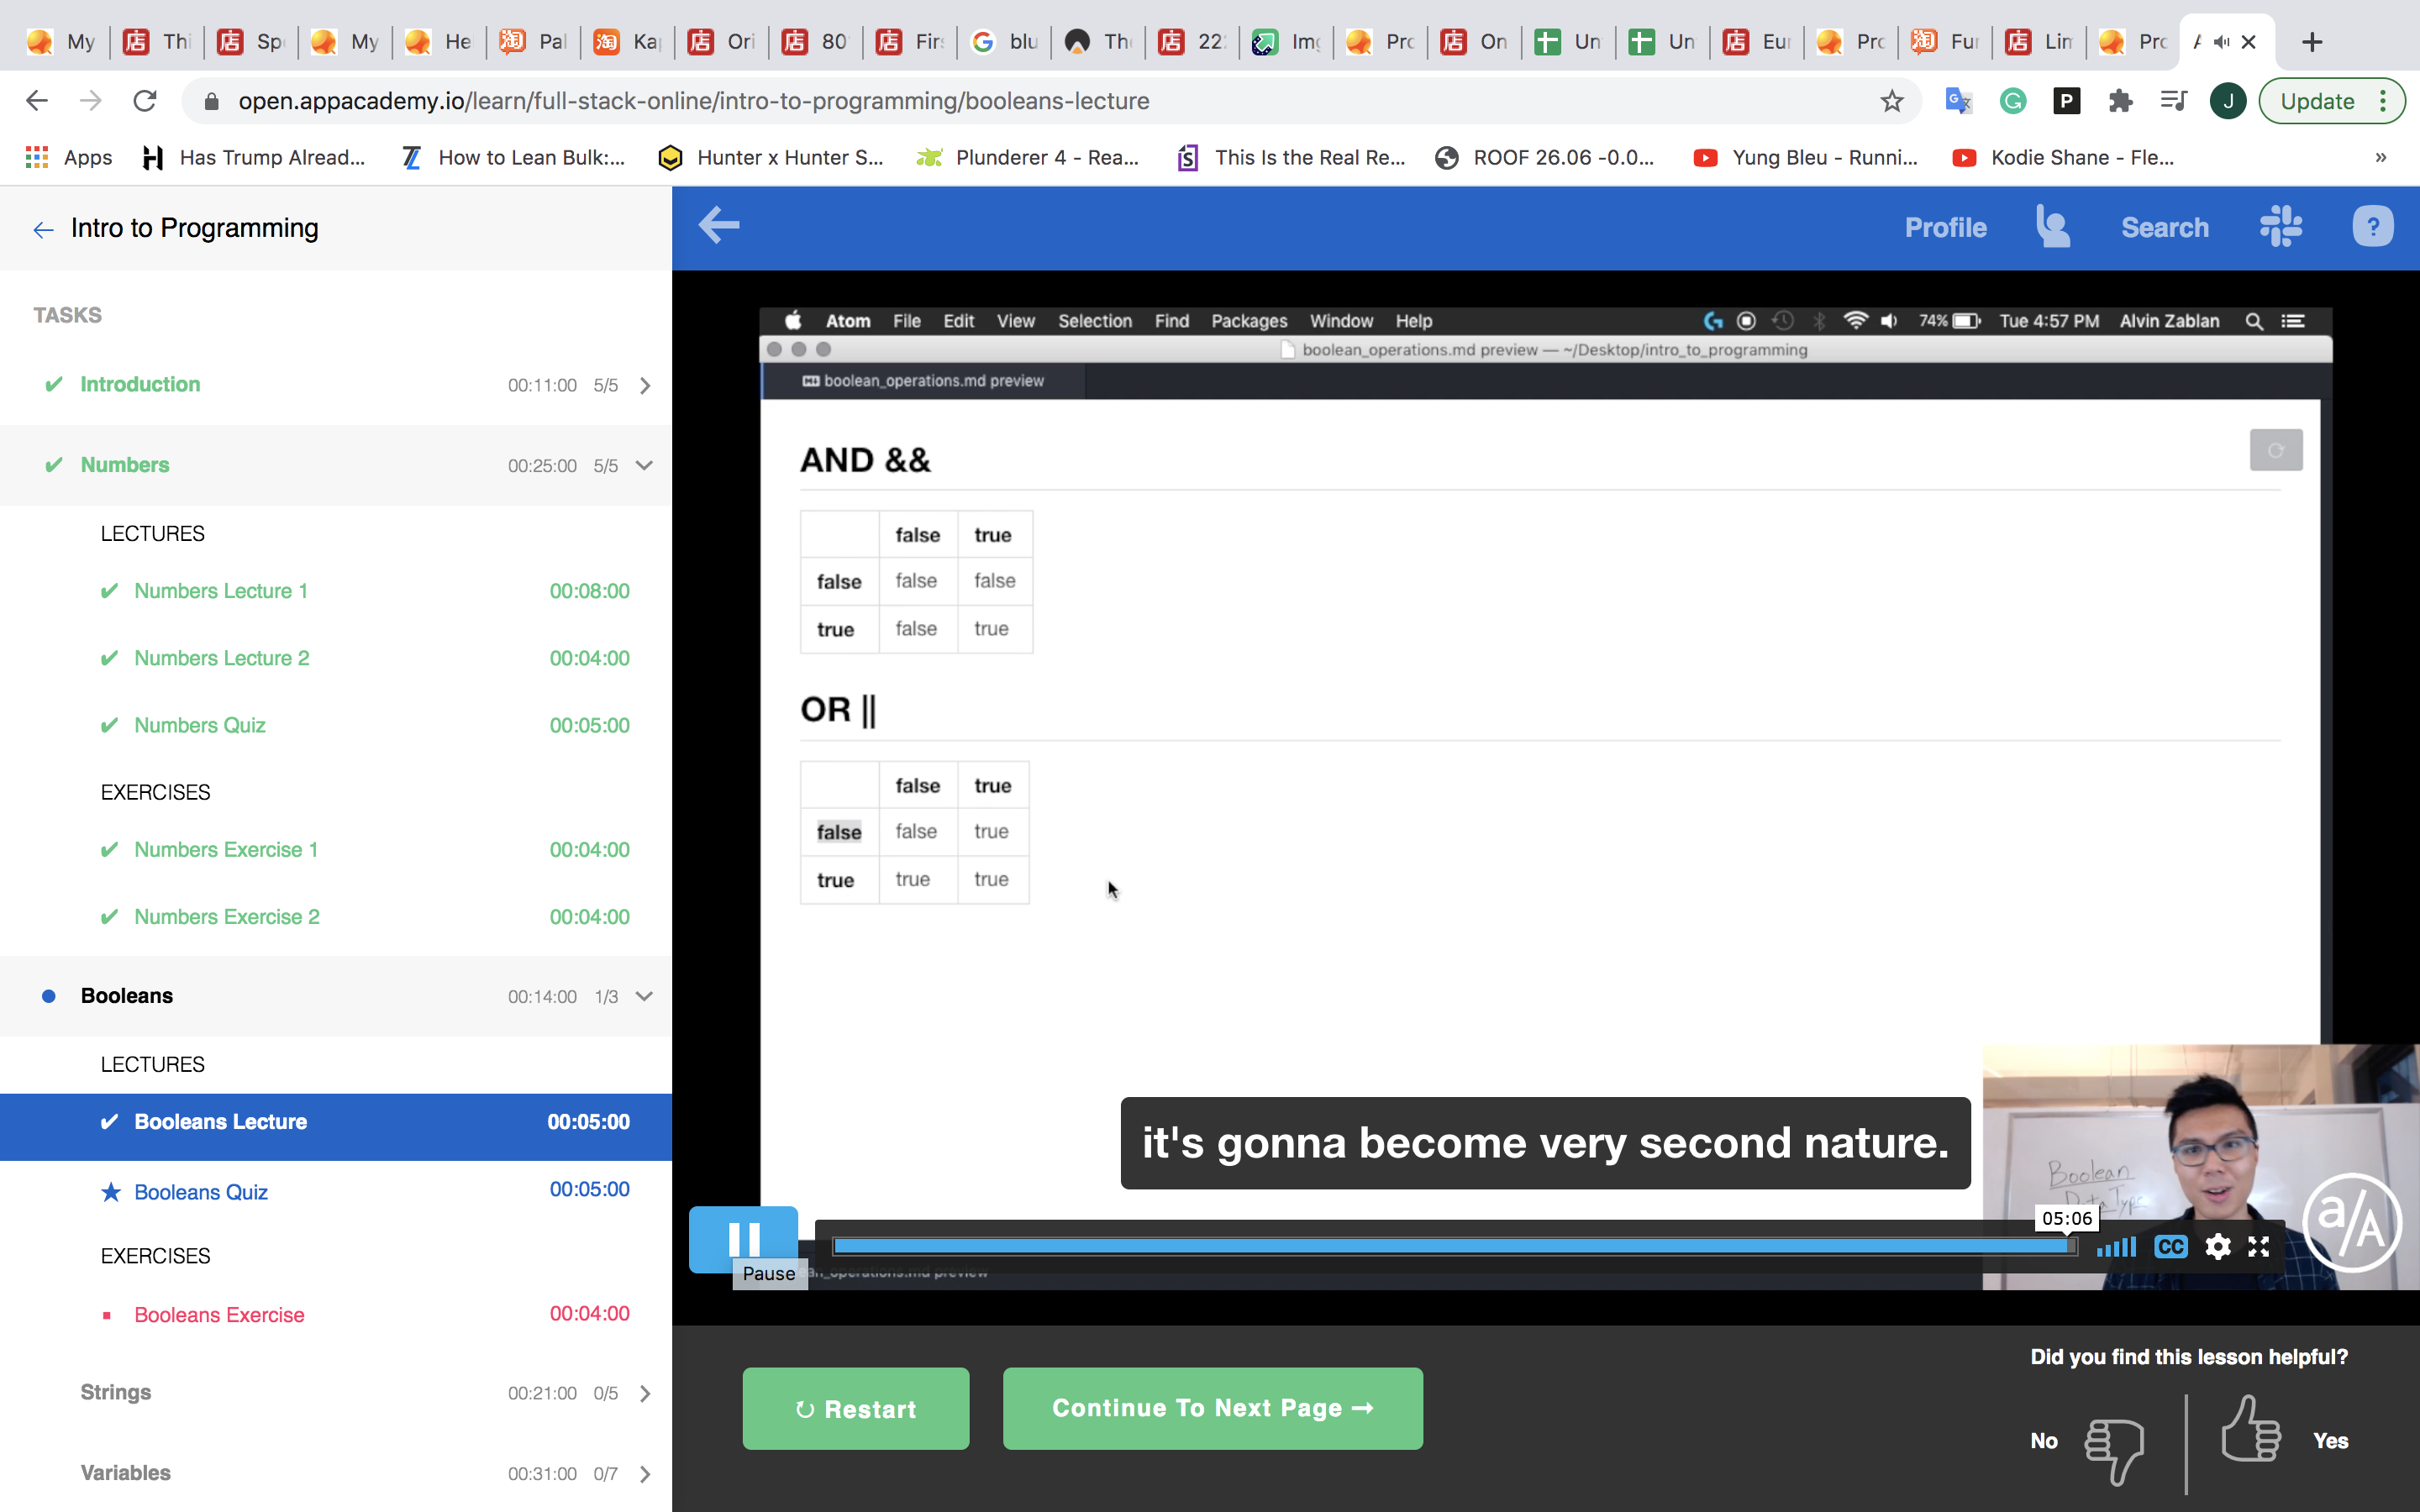 My Thi Sp My He Pal Ka Ori 80 Fir blu Th 22 Im Pro On Un Un Eur Pro Fur Lin Pro
open.appacademy.io/learn/full-stack-online/intro-to-programming/booleans-lecture
J Update
Apps Has Trump Alread... How to Lean Bulk:... Hunter x Hunter S... Plunderer 4 - Rea... This Is the Real Re... ROOF 26.06 -0.0... Yung Bleu - Runni... Kodie Shane - Fle... »
Intro to Programming
Profile Search ?
TASKS
Introduction 00:11:00 5/5
Numbers 00:25:00 5/5
LECTURES
Numbers Lecture 1 00:08:00
Numbers Lecture 2 00:04:00
Numbers Quiz 00:05:00
EXERCISES
Numbers Exercise 1 00:04:00
Numbers Exercise 2 00:04:00
Booleans 00:14:00 1/3
LECTURES
Booleans Lecture 00:05:00
Booleans Quiz 00:05:00
EXERCISES
Booleans Exercise 00:04:00
Strings 00:21:00 0/5
Variables 00:31:00 0/7
Atom File Edit View Selection Find Packages Window Help 74% Tue 4:57 PM Alvin Zablan
boolean_operations.md preview — ~/Desktop/intro_to_programming
boolean_operations.md preview
AND &&
false true
false false false
true false true
OR ||
false true
false false true
true true true
it's gonna become very second nature.
Boolean
Data Type
a/A
05:06
CC
Pause
an_operations.md preview
Restart
Continue To Next Page →
Did you find this lesson helpful?
No Yes